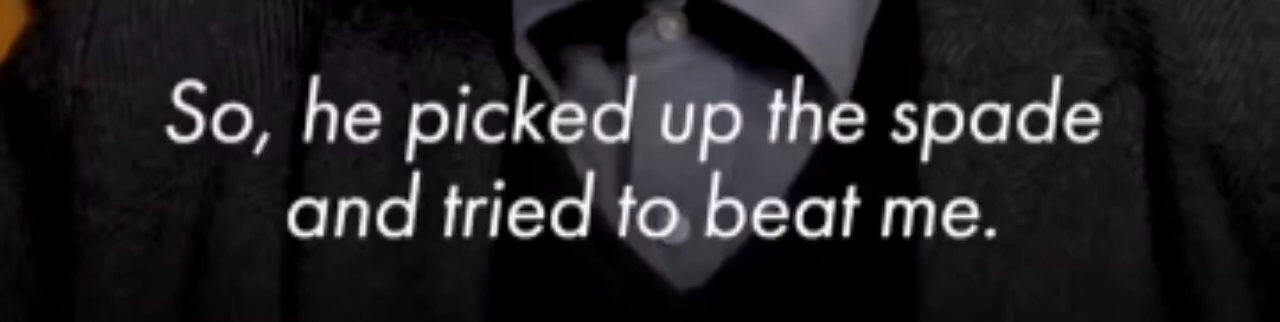 So, he picked up the spade
and tried to beat me.